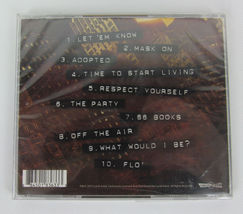 1. LET 'EM KNOW
2. MASK ON
3. ADOPTED
4. TIME TO START LIVING
5. RESPECT YOURSELF
6. THE PARTY
7. 66 BOOKS
8. OFF THE AIR
9. WHAT WOULD I BE?
10. FLO'